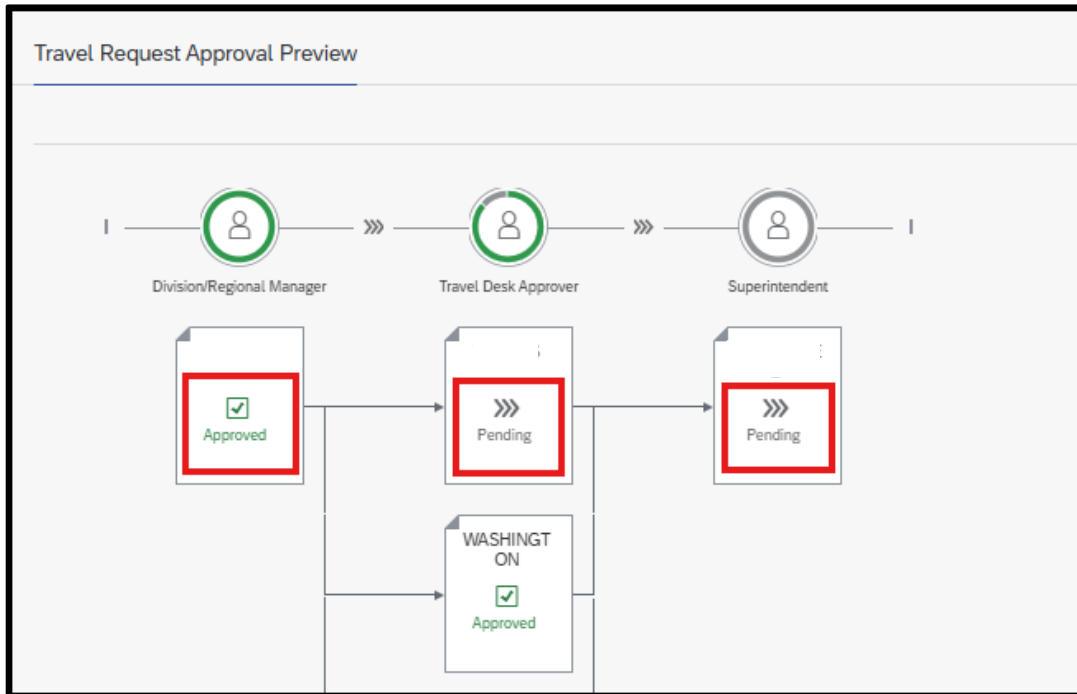 Travel Request Approval Preview
Division/Regional Manager
Travel Desk Approver
Superintendent
Approved
Pending
Pending
WASHINGT
ON
Approved